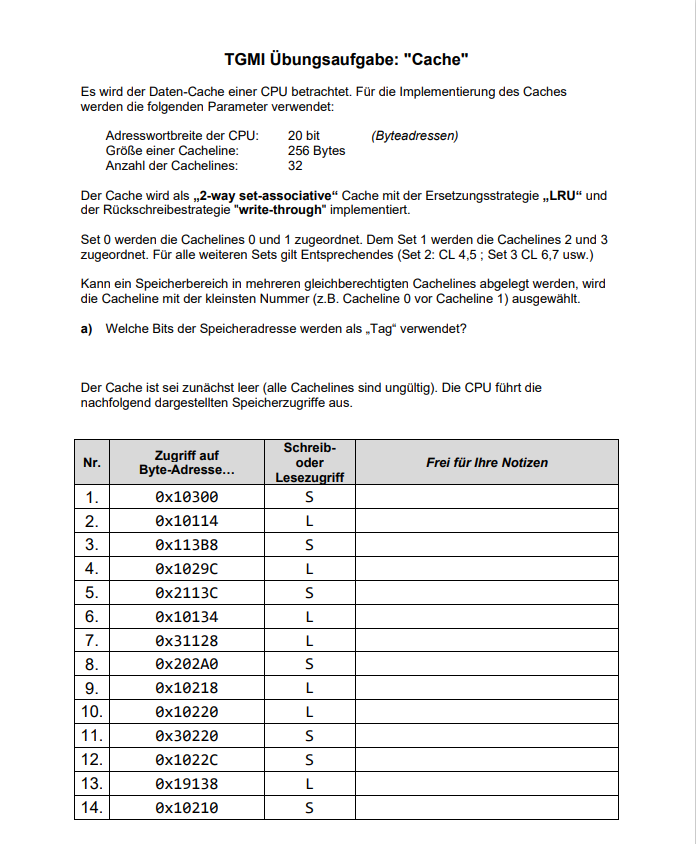 TGMI Übungsaufgabe: "Cache"
Es wird der Daten-Cache einer CPU betrachtet. Für die Implementierung des Caches
werden die folgenden Parameter verwendet:
Adresswortbreite der CPU: 20 bit (Byteadressen)
Größe einer Cacheline: 256 Bytes
Anzahl der Cachelines: 32
Der Cache wird als „2-way set-associative“ Cache mit der Ersetzungsstrategie „LRU“ und
der Rückschreibestrategie "write-through" implementiert.
Set 0 werden die Cachelines 0 und 1 zugeordnet. Dem Set 1 werden die Cachelines 2 und 3
zugeordnet. Für alle weiteren Sets gilt Entsprechendes (Set 2: CL 4,5 ; Set 3 CL 6,7 usw.)
Kann ein Speicherbereich in mehreren gleichberechtigten Cachelines abgelegt werden, wird
die Cacheline mit der kleinsten Nummer (z.B. Cacheline 0 vor Cacheline 1) ausgewählt.
a) Welche Bits der Speicheradresse werden als „Tag“ verwendet?
Der Cache ist sei zunächst leer (alle Cachelines sind ungültig). Die CPU führt die
nachfolgend dargestellten Speicherzugriffe aus.
Nr. Zugriff auf Byte-Adresse… Schreib- oder Lesezugriff Frei für Ihre Notizen
1. 0x10300 S
2. 0x10114 L
3. 0x113B8 S
4. 0x1029C L
5. 0x2113C S
6. 0x10134 L
7. 0x31128 L
8. 0x202A0 S
9. 0x10218 L
10. 0x10220 L
11. 0x30220 S
12. 0x1022C S
13. 0x19138 L
14. 0x10210 S